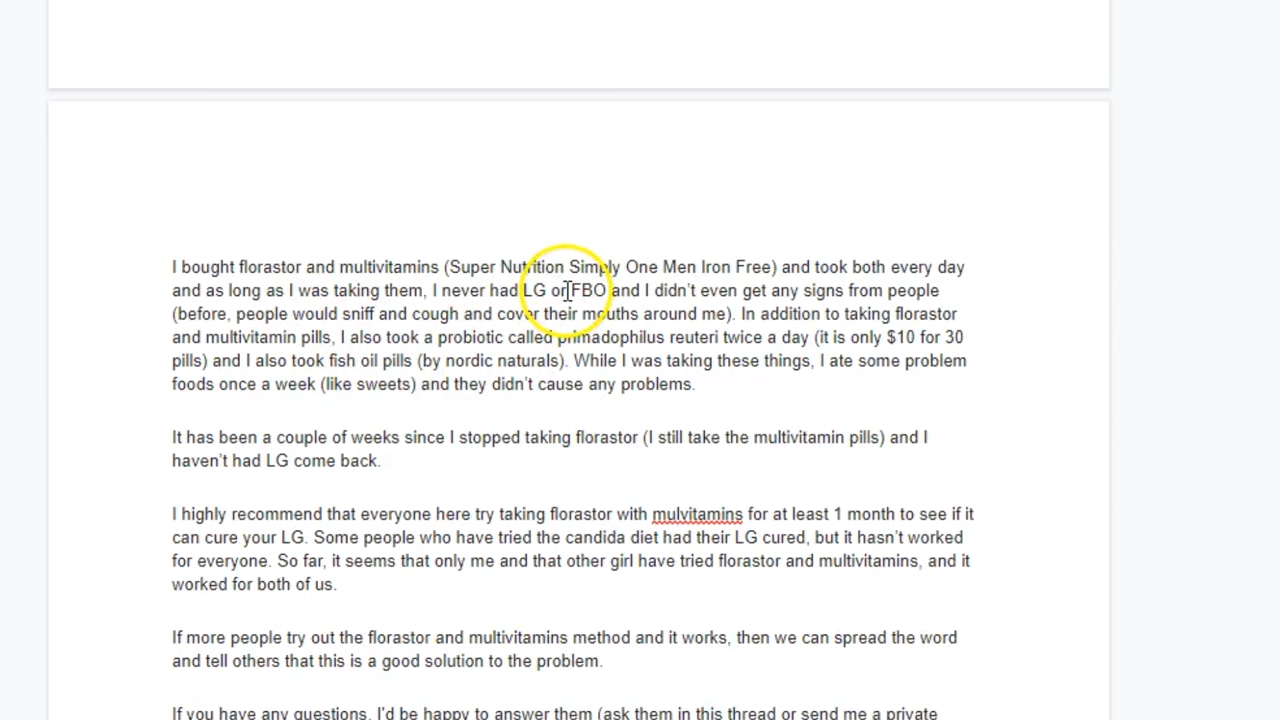 I bought florastor and multivitamins (Super Nutrition Simply One Men Iron Free) and took both every day
and as long as I was taking them, I never had LG or FBO and I didn't even get any signs from people
(before, people would sniff and cough and cover their mouths around me). In addition to taking florastor
and multivitamin pills, I also took a probiotic called primadophilus reuteri twice a day (it is only $10 for 30
pills) and I also took fish oil pills (by nordic naturals). While I was taking these things, I ate some problem
foods once a week (like sweets) and they didn't cause any problems.
It has been a couple of weeks since I stopped taking florastor (I still take the multivitamin pills) and I
haven't had LG come back.
I highly recommend that everyone here try taking florastor with mulvitamins for at least 1 month to see if it
can cure your LG. Some people who have tried the candida diet had their LG cured, but it hasn't worked
for everyone. So far, it seems that only me and that other girl have tried florastor and multivitamins, and it
worked for both of us.
If more people try out the florastor and multivitamins method and it works, then we can spread the word
and tell others that this is a good solution to the problem.
If you have any questions, I'd be happy to answer them (ask them in this thread or send me a private